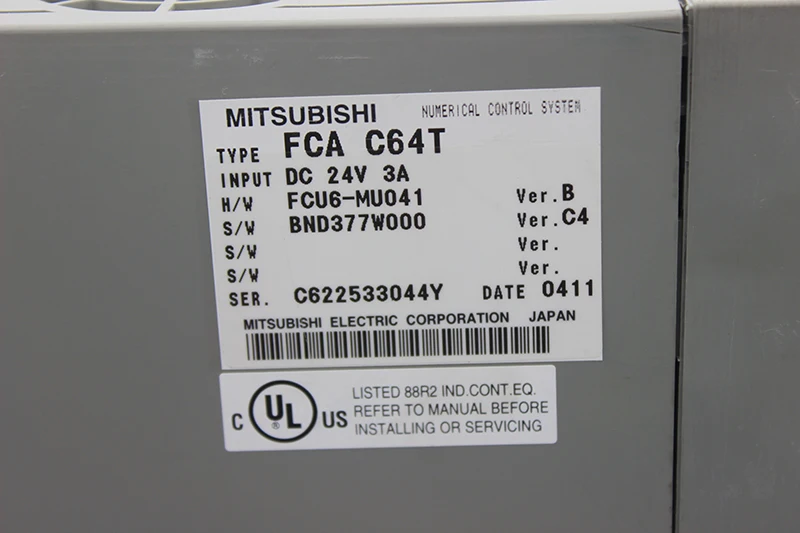 MITSUBISHI NUMERICAL CONTROL SYSTEM
TYPE FCA C64T
INPUT DC 24V 3A
H/W FCU6-MU041 Ver.B
S/W BND377W000 Ver.C4
S/W Ver.
S/W Ver.
SER. C622533044Y DATE 0411
MITSUBISHI ELECTRIC CORPORATION JAPAN
C UL ® US
LISTED 88R2 IND.CONT.EQ.
REFER TO MANUAL BEFORE
INSTALLING OR SERVICING